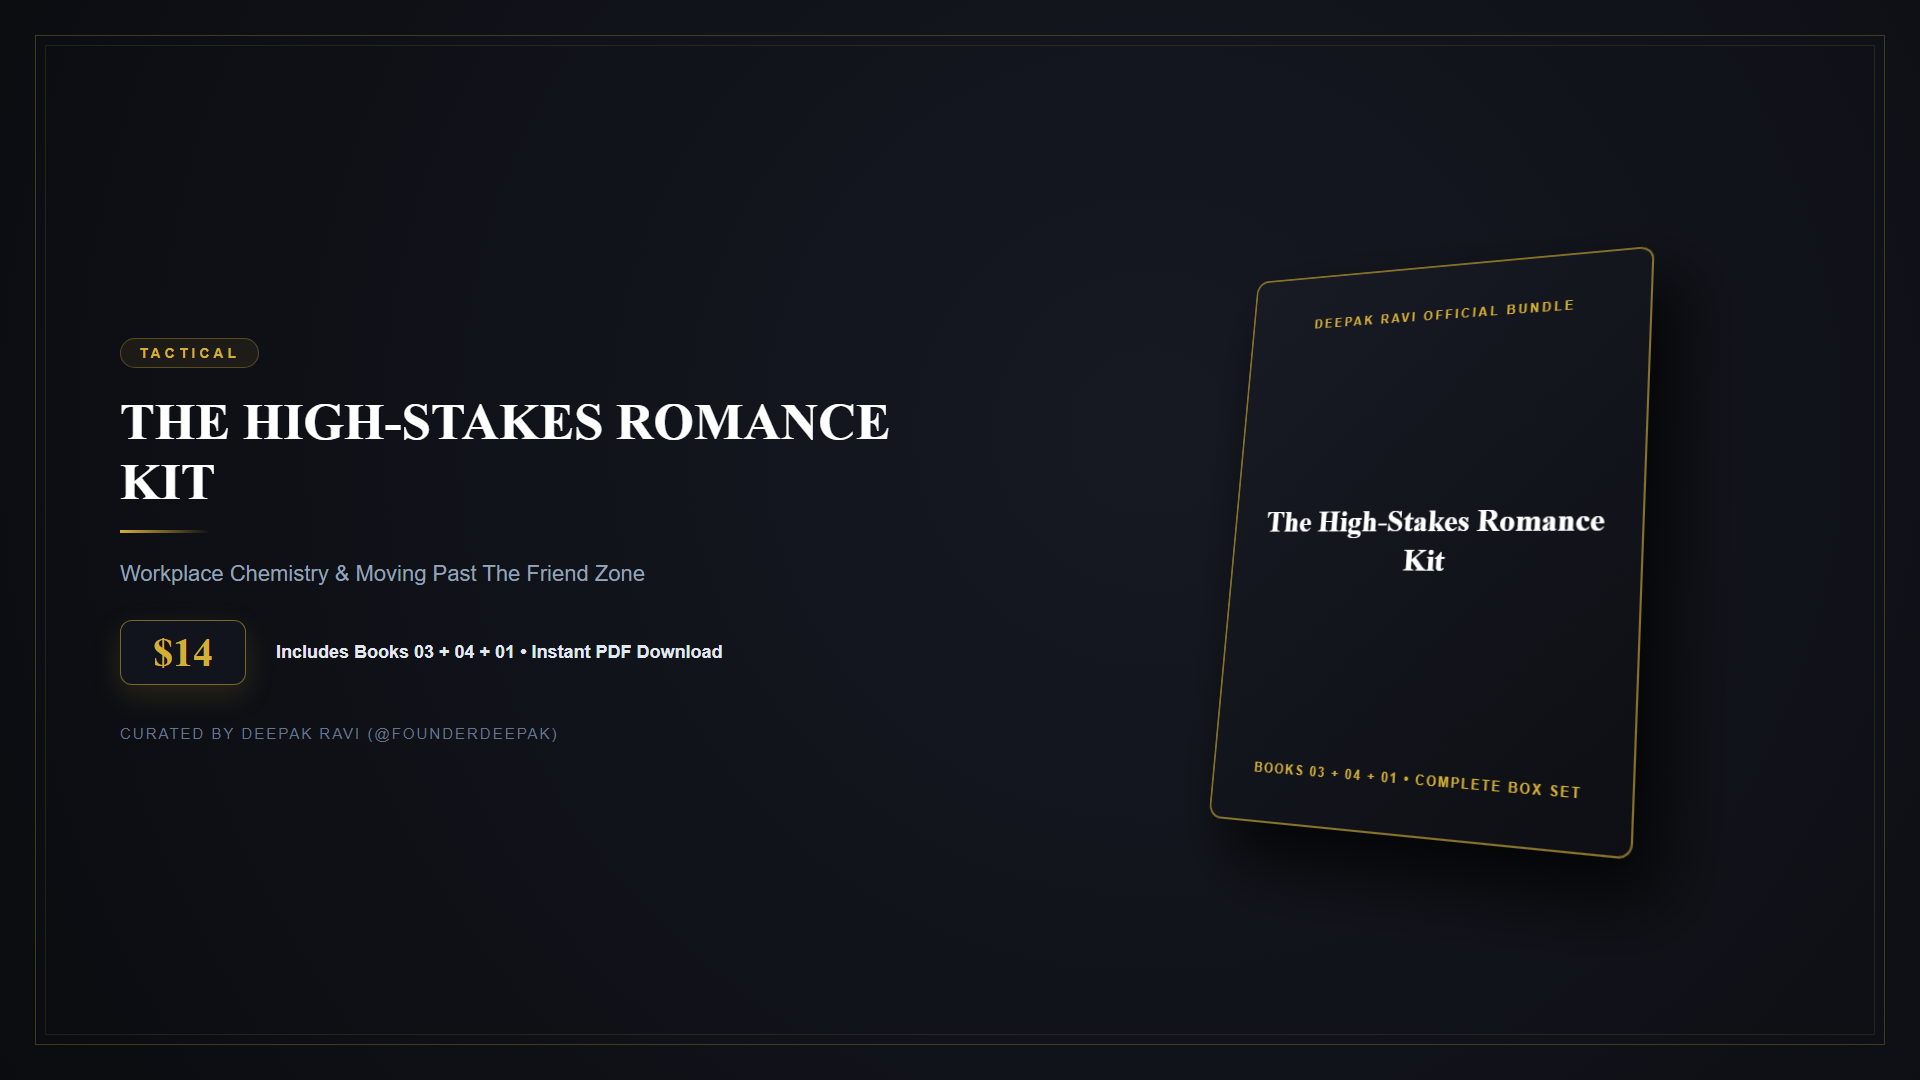 TACTICAL
THE HIGH-STAKES ROMANCE
KIT
Workplace Chemistry & Moving Past The Friend Zone
$14
Includes Books 03 + 04 + 01 • Instant PDF Download
CURATED BY DEEPAK RAVI (@FOUNDERDEEPAK)
DEEPAK RAVI OFFICIAL BUNDLE
The High-Stakes Romance
Kit
BOOKS 03 + 04 + 01 • COMPLETE BOX SET